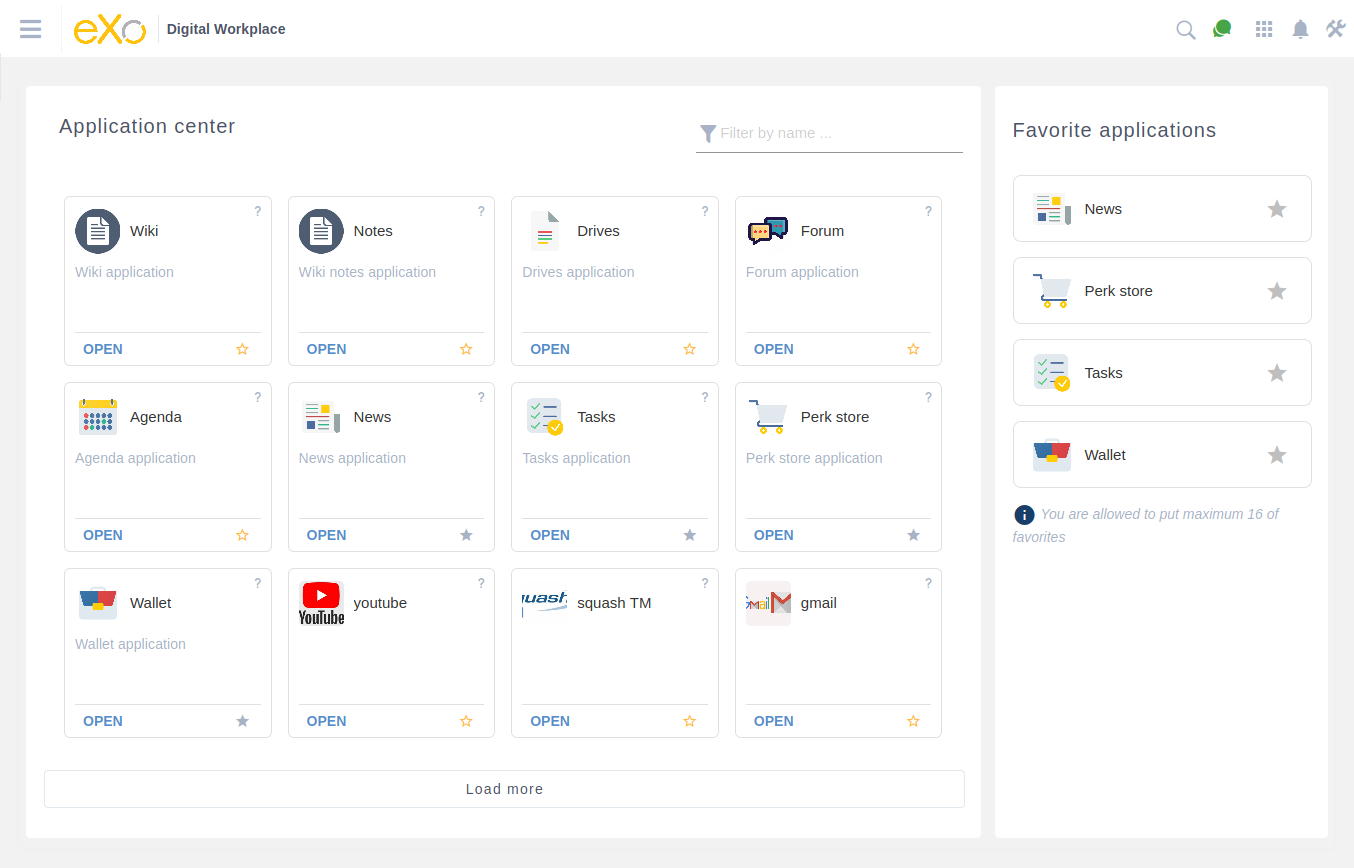 eXo Digital Workplace
Application center
Filter by name ...
Favorite applications
?
Wiki
Wiki application
OPEN
?
Notes
Wiki notes application
OPEN
?
Drives
Drives application
OPEN
?
Forum
Forum application
OPEN
?
Agenda
Agenda application
OPEN
?
News
News application
OPEN
?
Tasks
Tasks application
OPEN
?
Perk store
Perk store application
OPEN
?
Wallet
Wallet application
OPEN
?
YouTube
youtube
OPEN
?
uash
squash TM
OPEN
?
Gmail
gmail
OPEN
Load more
News
Perk store
Tasks
Wallet
You are allowed to put maximum 16 of
favorites